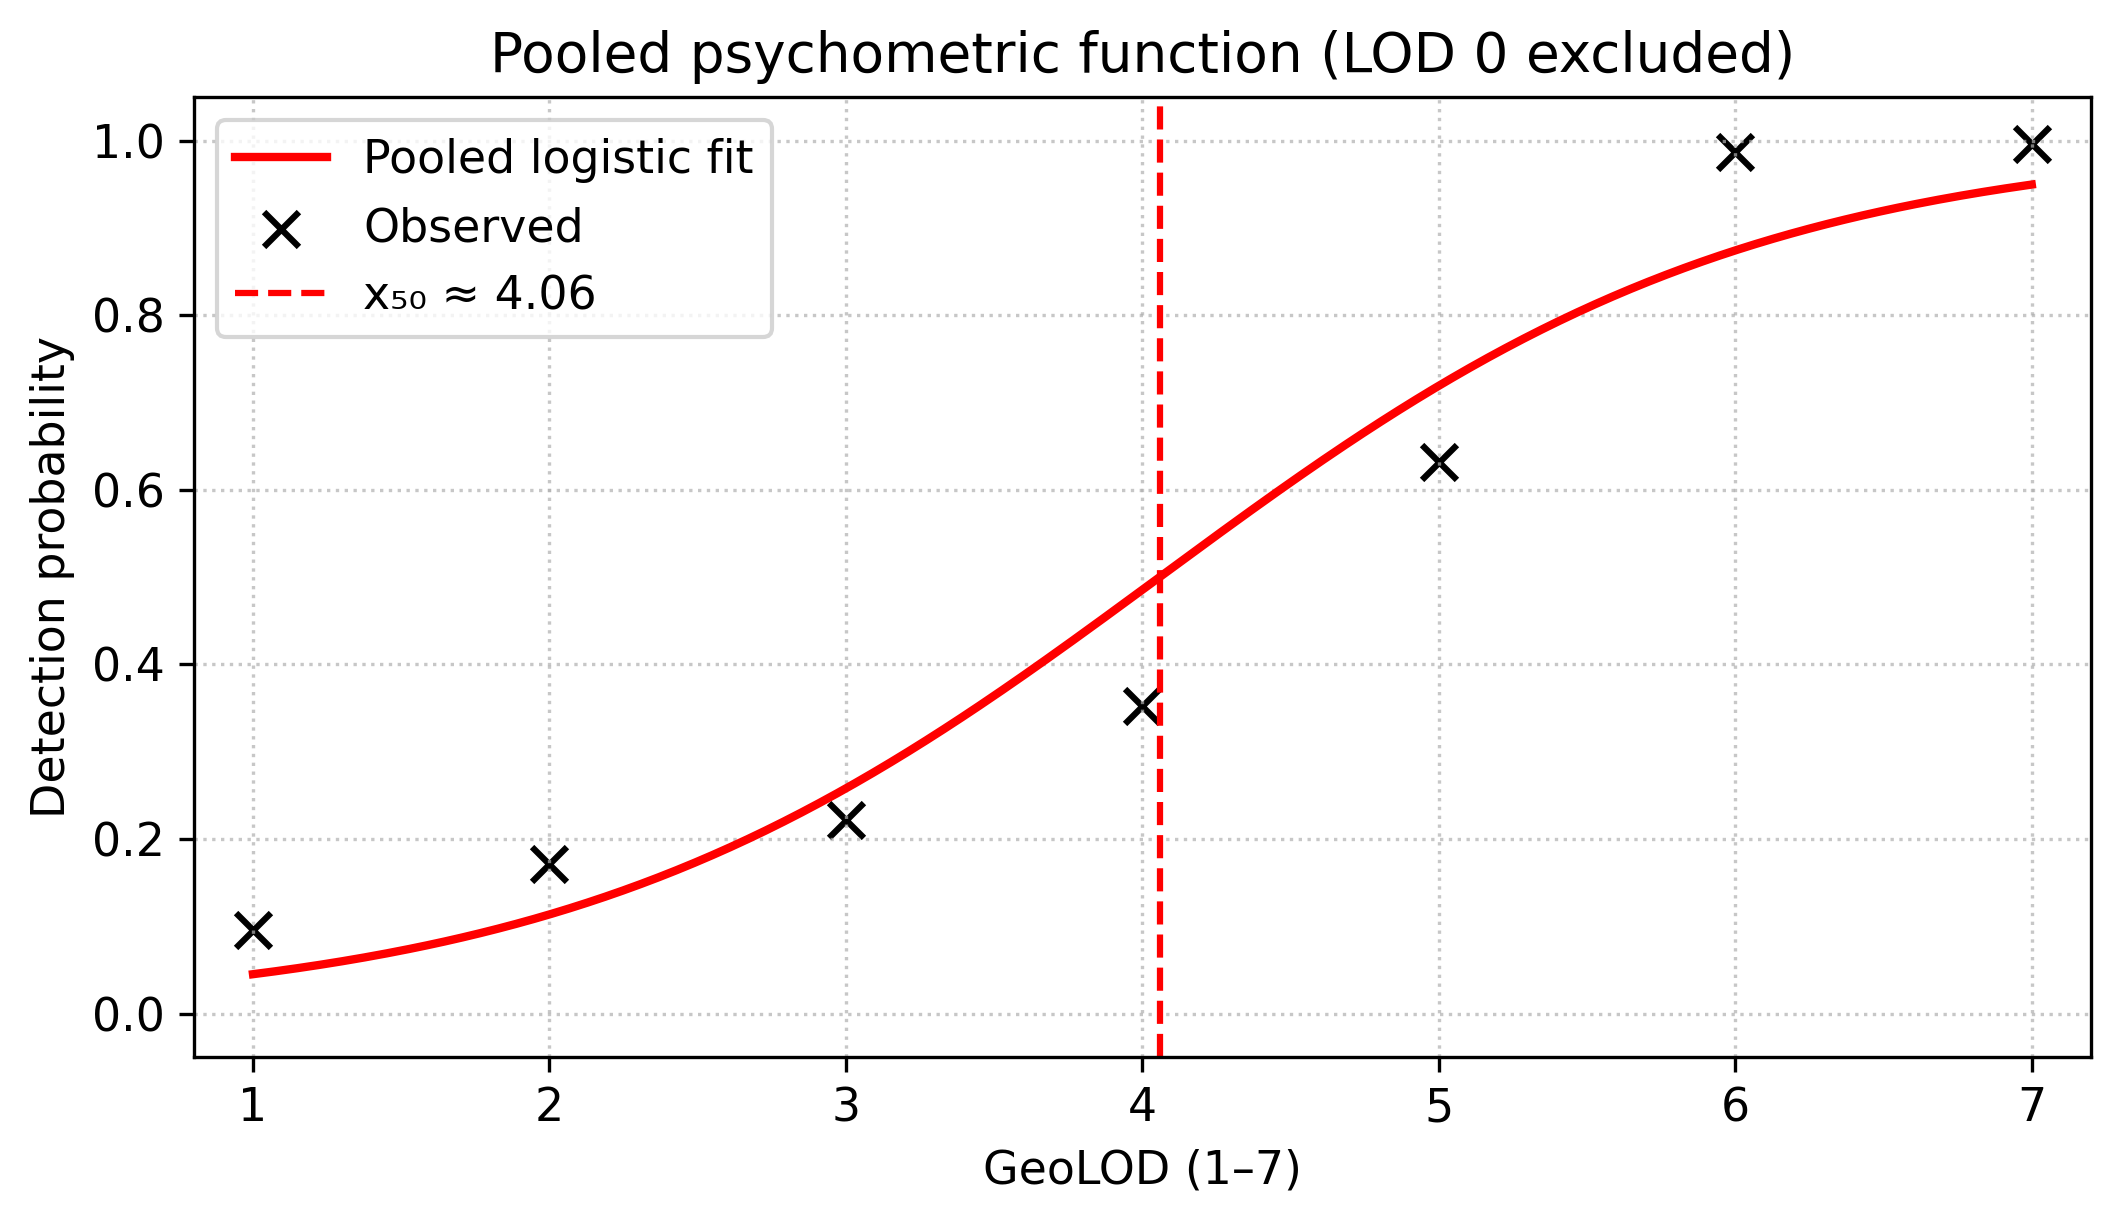 Pooled psychometric function (LOD 0 excluded)
Pooled logistic fit
Observed
x₅₀ ≈ 4.06
Detection probability
1.0
0.8
0.6
0.4
0.2
0.0
1 2 3 4 5 6 7
GeoLOD (1–7)